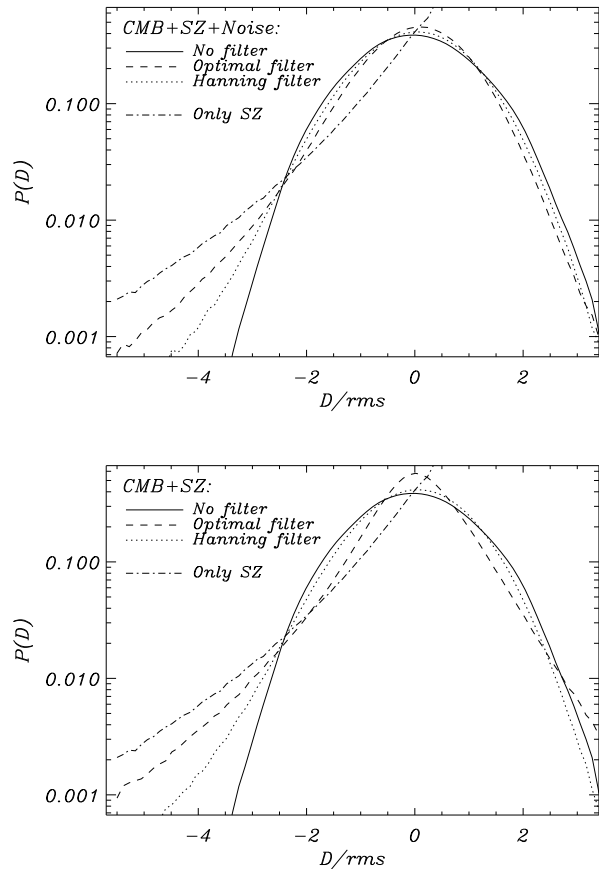 CMB+SZ+Noise:
No filter
Optimal filter
Hanning filter
Only SZ
0.100
0.010
0.001
P(D)
-4 -2 0 2
D/rms
CMB+SZ:
No filter
Optimal filter
Hanning filter
Only SZ
0.100
0.010
0.001
P(D)
-4 -2 0 2
D/rms